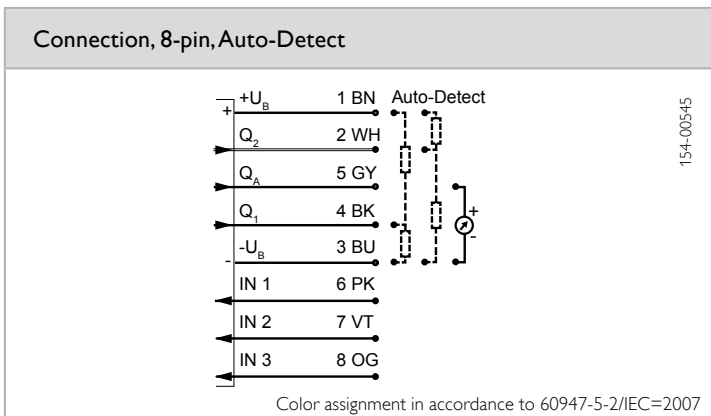 Connection, 8-pin, Auto-Detect
+U_B 1 BN Auto-Detect
+
Q_2 2 WH
Q_A 5 GY
Q_1 4 BK
+
-
-U_B 3 BU
-
IN 1 6 PK
IN 2 7 VT
IN 3 8 OG
154-00545
Color assignment in accordance to 60947-5-2/IEC=2007